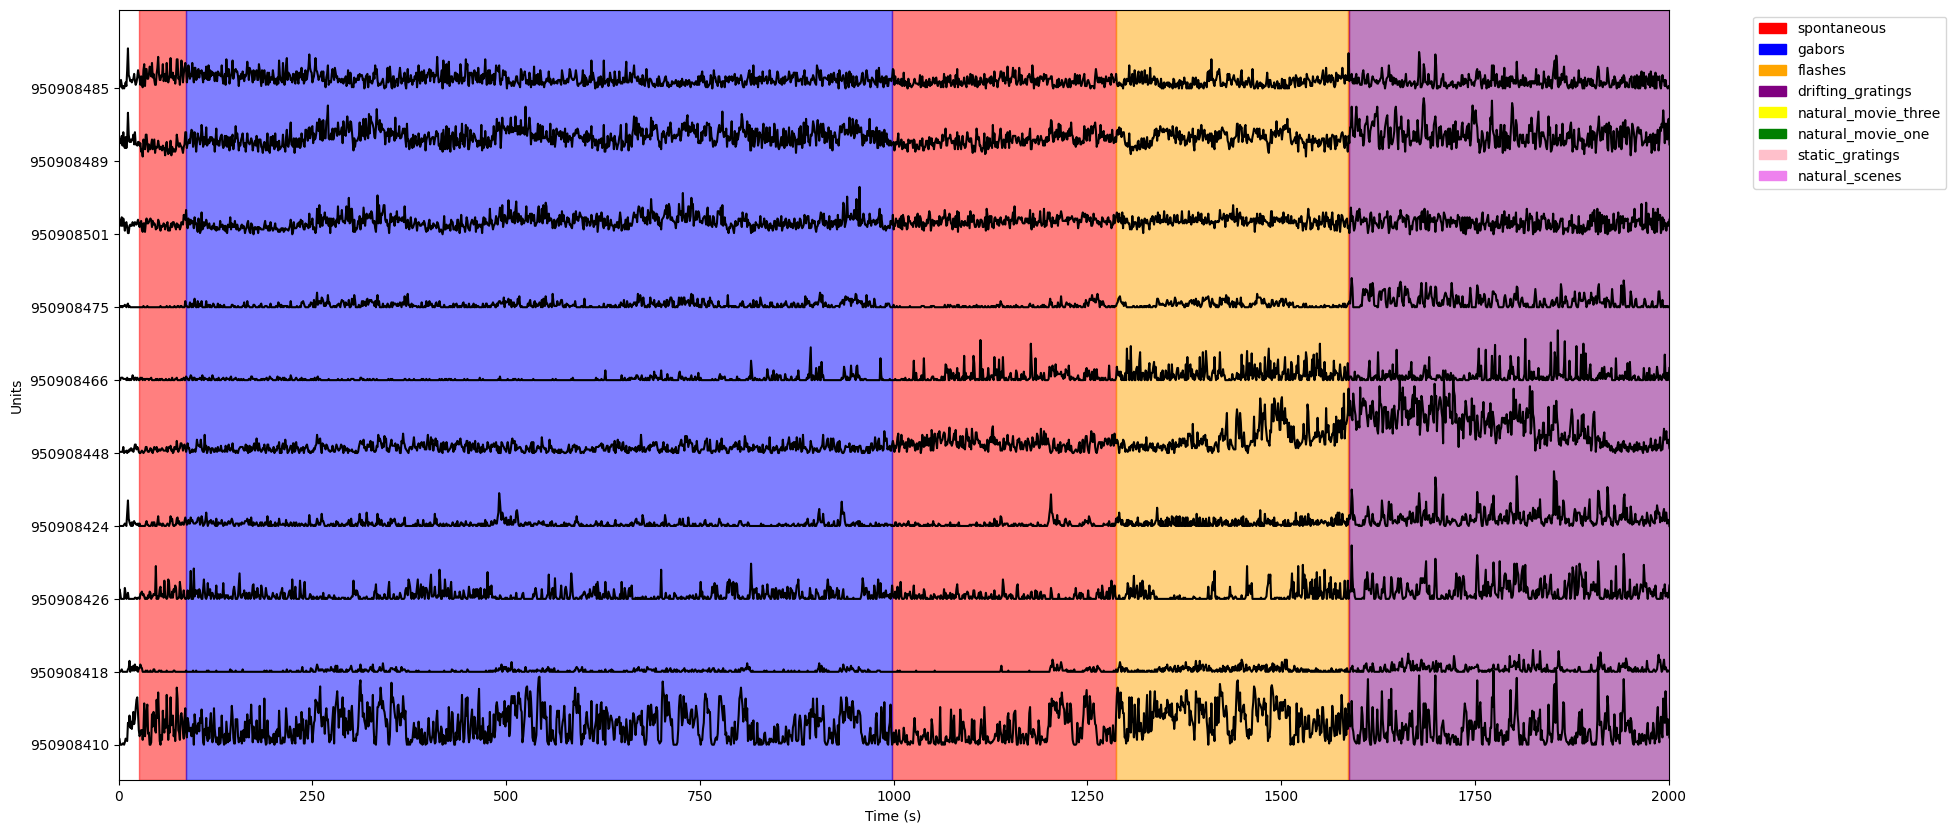 spontaneous
gabors
flashes
drifting_gratings
natural_movie_three
natural_movie_one
static_gratings
natural_scenes
Units
950908485
950908489
950908501
950908475
950908466
950908448
950908424
950908426
950908418
950908410
0 250 500 750 1000 1250 1500 1750 2000
Time (s)